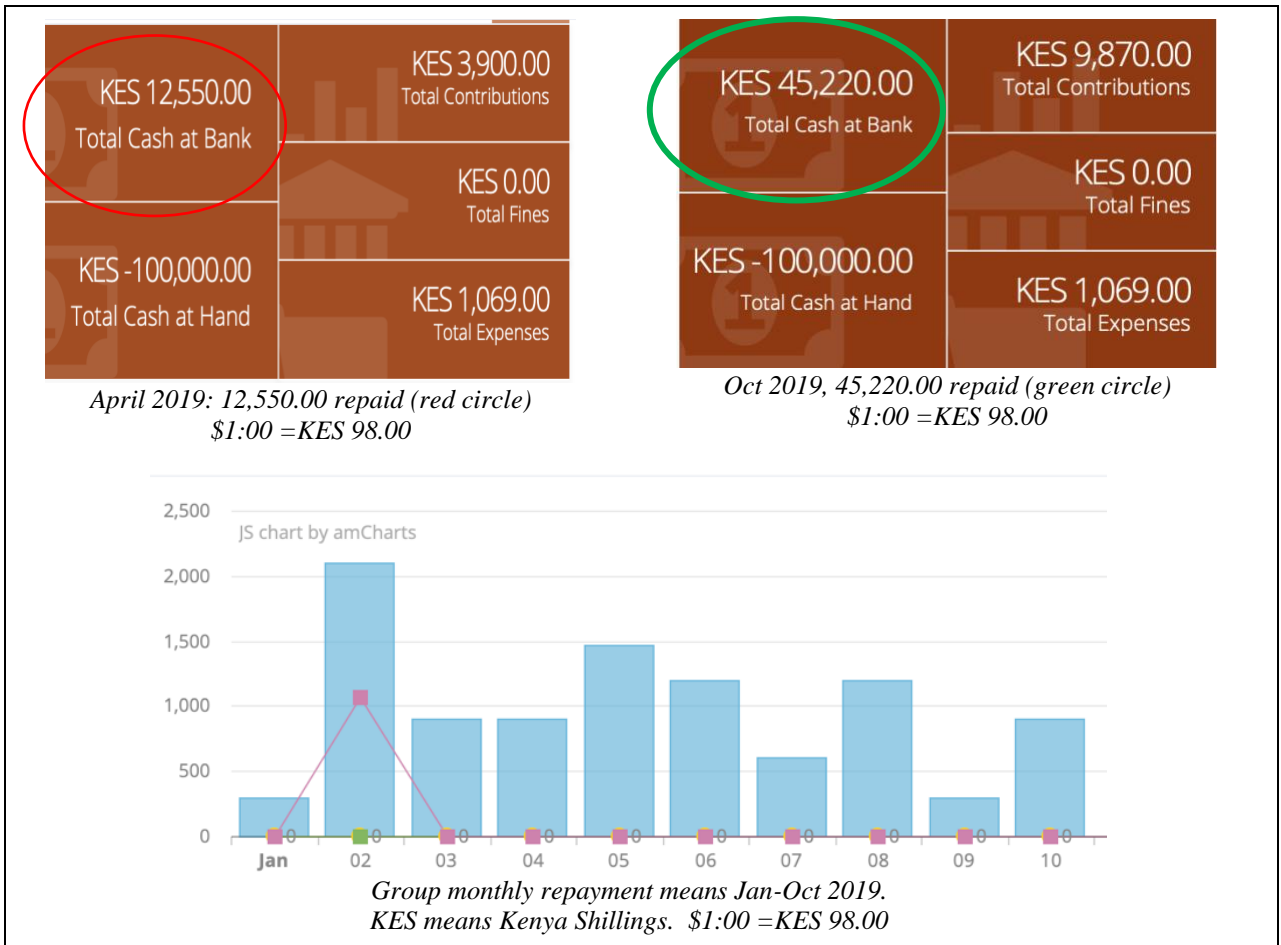 KES 12,550.00
Total Cash at Bank
KES 3,900.00
Total Contributions
KES 0.00
Total Fines
KES -100,000.00
Total Cash at Hand
KES 1,069.00
Total Expenses
April 2019: 12,550.00 repaid (red circle)
$1:00 =KES 98.00
KES 45,220.00
Total Cash at Bank
KES 9,870.00
Total Contributions
KES 0.00
Total Fines
KES -100,000.00
Total Cash at Hand
KES 1,069.00
Total Expenses
Oct 2019, 45,220.00 repaid (green circle)
$1:00 =KES 98.00
2,500
JS chart by amCharts
2,000
1,500
1,000
500
0
0 0 0 0 0 0 0 0 0 0
Jan 02 03 04 05 06 07 08 09 10
Group monthly repayment means Jan-Oct 2019.
KES means Kenya Shillings. $1:00 =KES 98.00